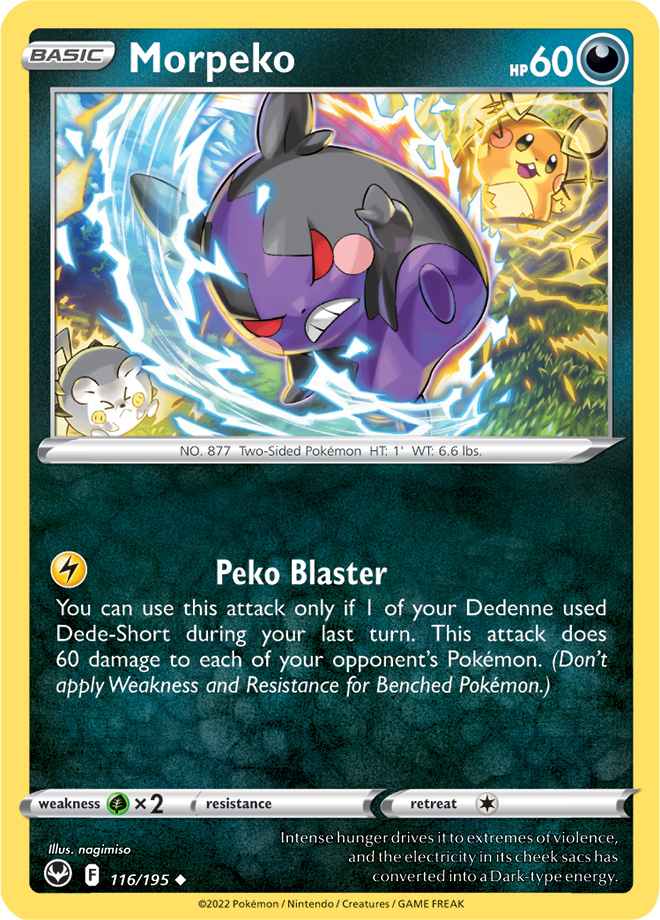 BASIC Morpeko HP 60
NO. 877 Two-Sided Pokémon HT: 1' WT: 6.6 lbs.
Peko Blaster
You can use this attack only if 1 of your Dedenne used
Dede-Short during your last turn. This attack does
60 damage to each of your opponent's Pokémon. (Don't
apply Weakness and Resistance for Benched Pokémon.)
weakness ×2 resistance retreat
Illus. nagimiso
Intense hunger drives it to extremes of violence,
and the electricity in its cheek sacs has
converted into a Dark-type energy.
F 116/195
©2022 Pokémon / Nintendo / Creatures / GAME FREAK